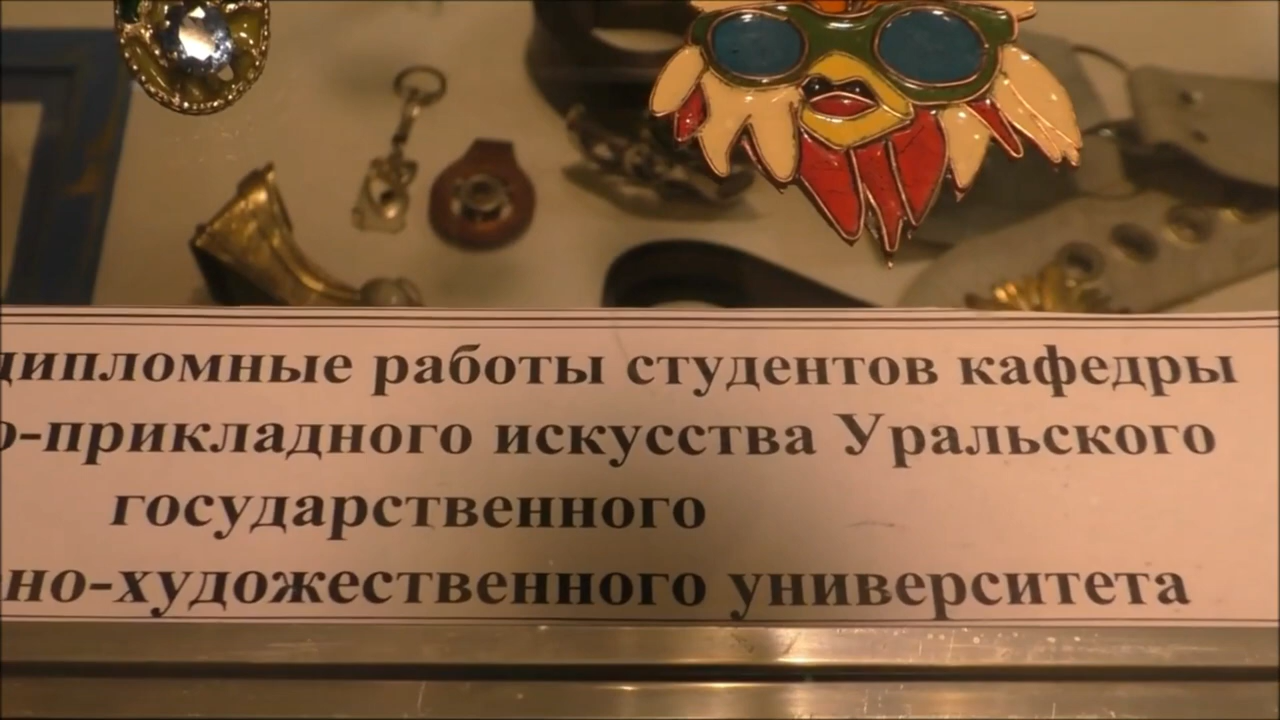 дипломные работы студентов кафедры
о-прикладного искусства Уральского
государственного
но-художественного университета